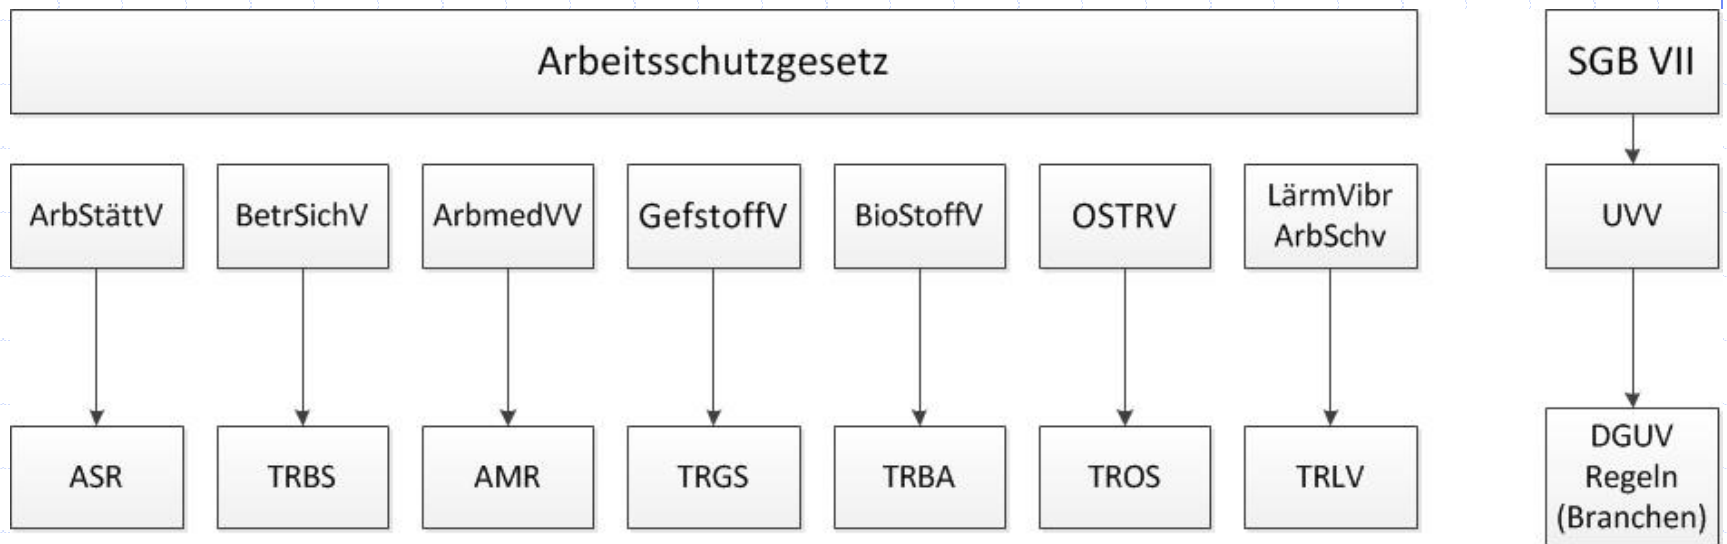 Arbeitsschutzgesetz
SGB VII
ArbStättV
BetrSichV
ArbmedVV
GefstoffV
BioStoffV
OSTRV
LärmVibr
ArbSchv
UVV
ASR
TRBS
AMR
TRGS
TRBA
TROS
TRLV
DGUV
Regeln
(Branchen)